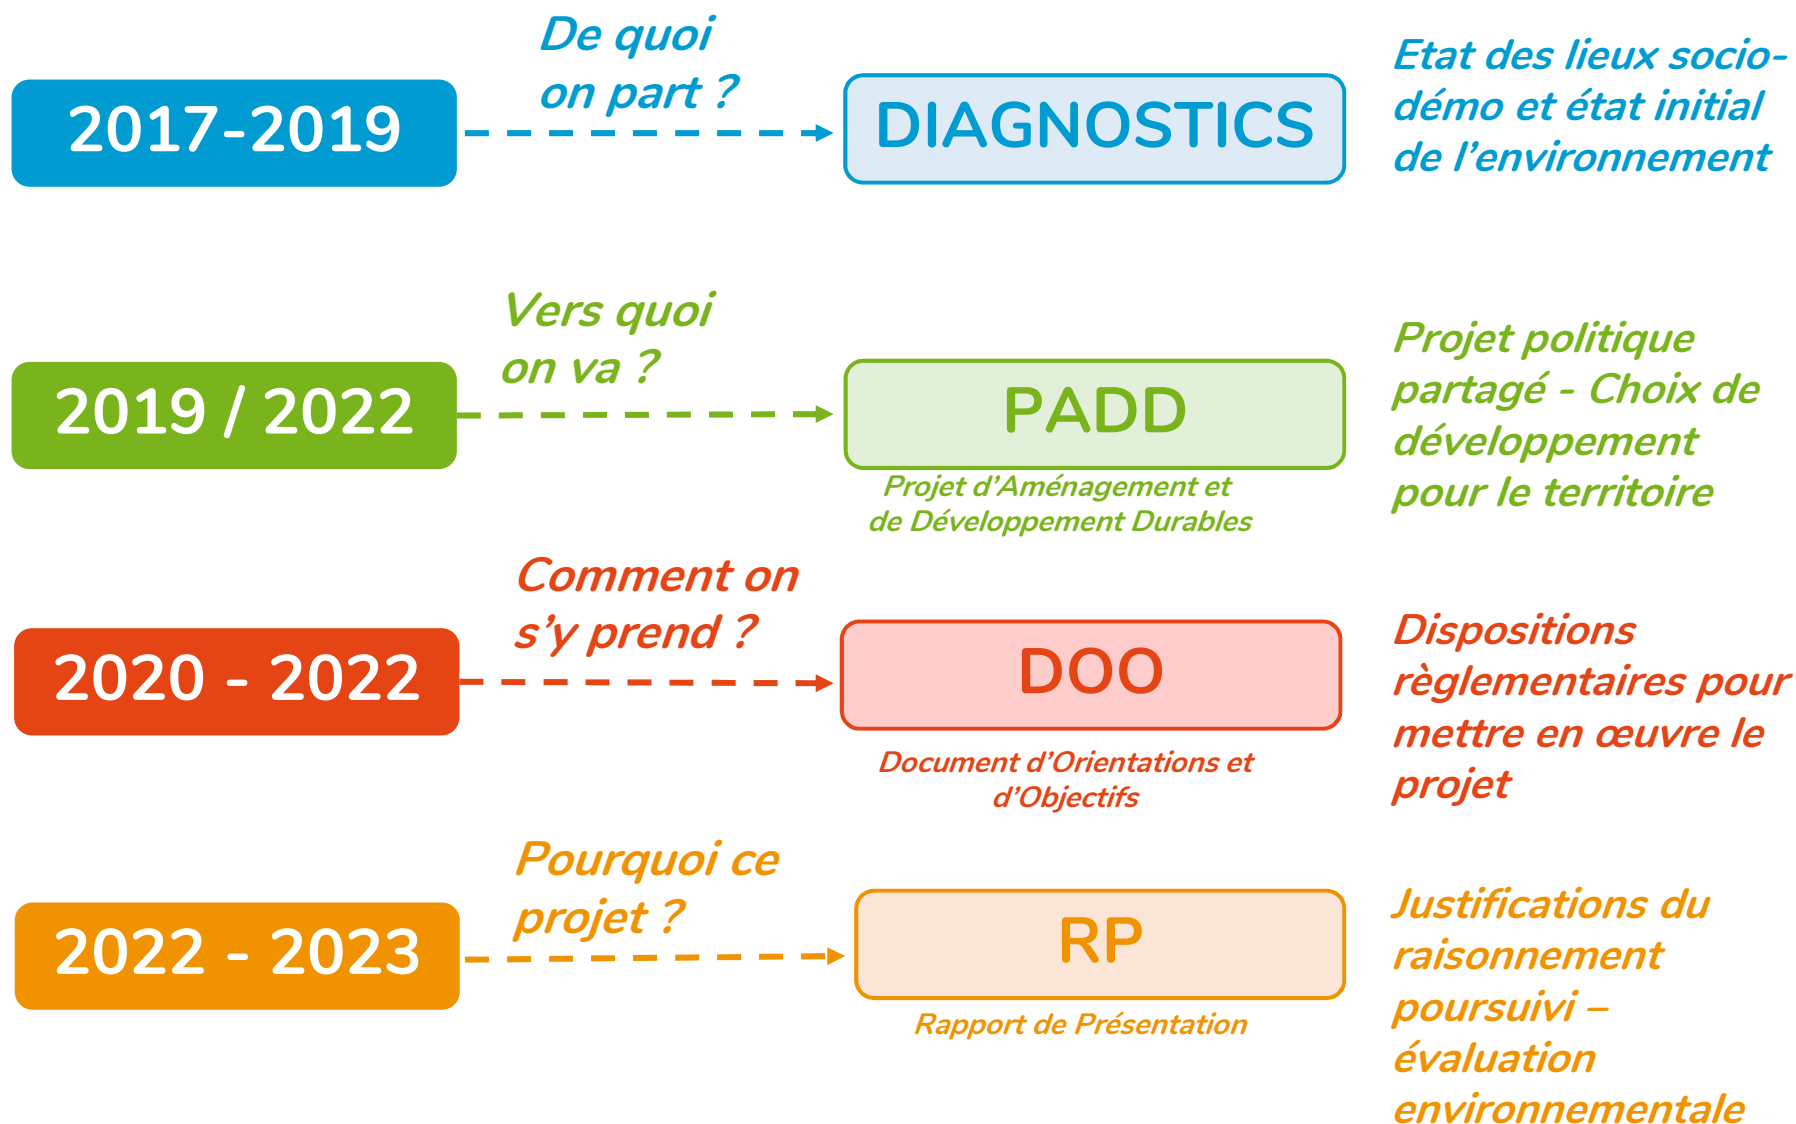 2017-2019
De quoi
on part ?
DIAGNOSTICS
Etat des lieux socio-
démo et état initial
de l’environnement
2019 / 2022
Vers quoi
on va ?
PADD
Projet d’Aménagement et
de Développement Durables
Projet politique
partagé - Choix de
développement
pour le territoire
2020 - 2022
Comment on
s’y prend ?
DOO
Document d’Orientations et
d’Objectifs
Dispositions
règlementaires pour
mettre en œuvre le
projet
2022 - 2023
Pourquoi ce
projet ?
RP
Rapport de Présentation
Justifications du
raisonnement
poursuivi –
évaluation
environnementale